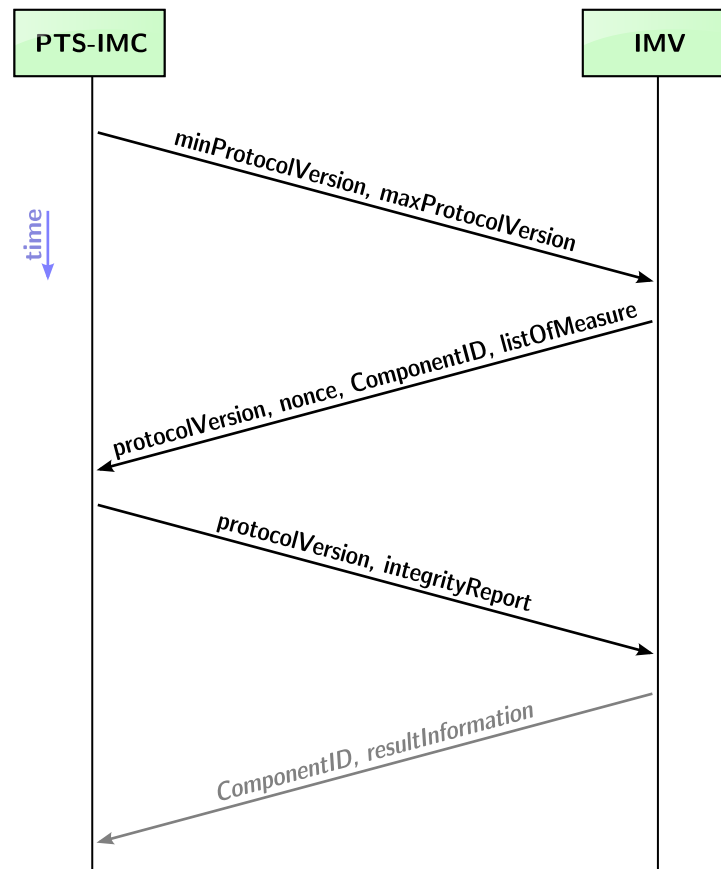 PTS-IMC
IMV
minProtocolVersion, maxProtocolVersion
time
protocolVersion, nonce, ComponentID, listOfMeasure
protocolVersion, integrityReport
ComponentID, resultInformation